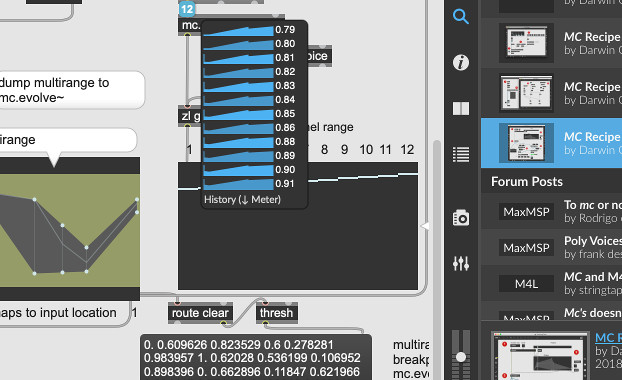 12
mc.
0.79
0.80
0.81
0.82
0.83
0.84
0.85
0.86
0.88
0.89
0.90
0.91
History (↓ Meter)
oice
dump multirange to
mc.evolve~
irange
zl g
nel range
1 8 9 10 11 12
naps to input location
1
route clear
thresh
0. 0.609626 0.823529 0.6 0.278281
0.983957 1. 0.62028 0.536199 0.106952
0.898396 0. 0.662896 0.11847 0.621966
multira
breakp
mc.evo
by Darwin G
MC Recipe
by Darwin G
MC Recipe
by Darwin G
MC Recipe
by Darwin G
Forum Posts
MaxMSP
To mc or no
by Rodrigo
MaxMSP
Poly Voices
by frank des
M4L
MC and M4
by stringtap
MaxMSP
Mc's doesn
MC R
by Da
2018